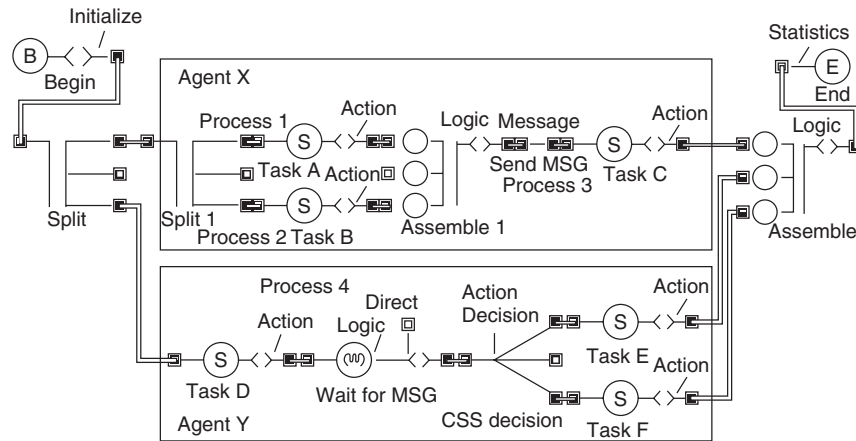 Initialize
B
Begin
Statistics
E
End
Agent X
Process 1
Action
S
Task A
Action
S
Process 2 Task B
Split
Split 1
Assemble 1
Logic
Message
Send MSG
Process 3
S
Task C
Action
Logic
Assemble
Process 4
Direct
Action
Decision
Action
Logic
S
Task D
Wait for MSG
CSS decision
S
Task E
Action
S
Task F
Action
Agent Y